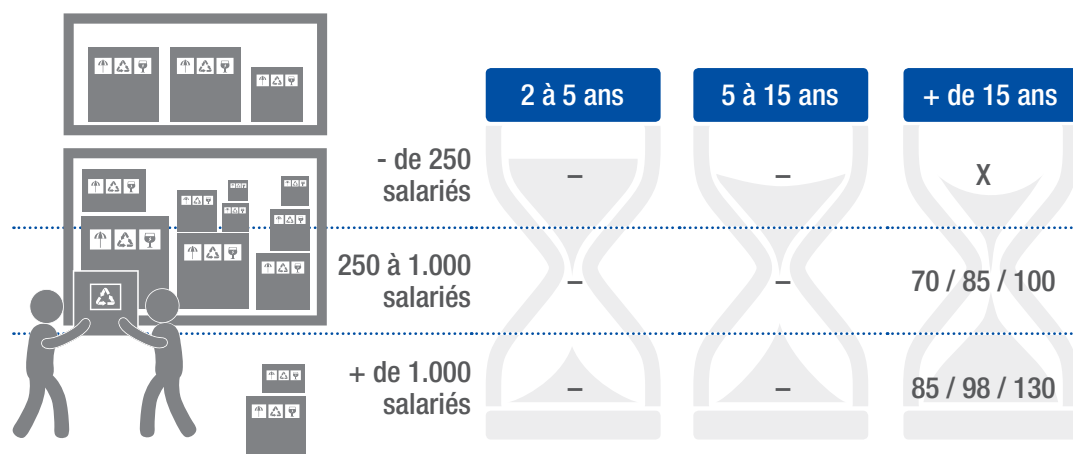 2 à 5 ans 5 à 15 ans + de 15 ans
- de 250
salariés – – X
250 à 1.000
salariés – – 70 / 85 / 100
+ de 1.000
salariés – – 85 / 98 / 130